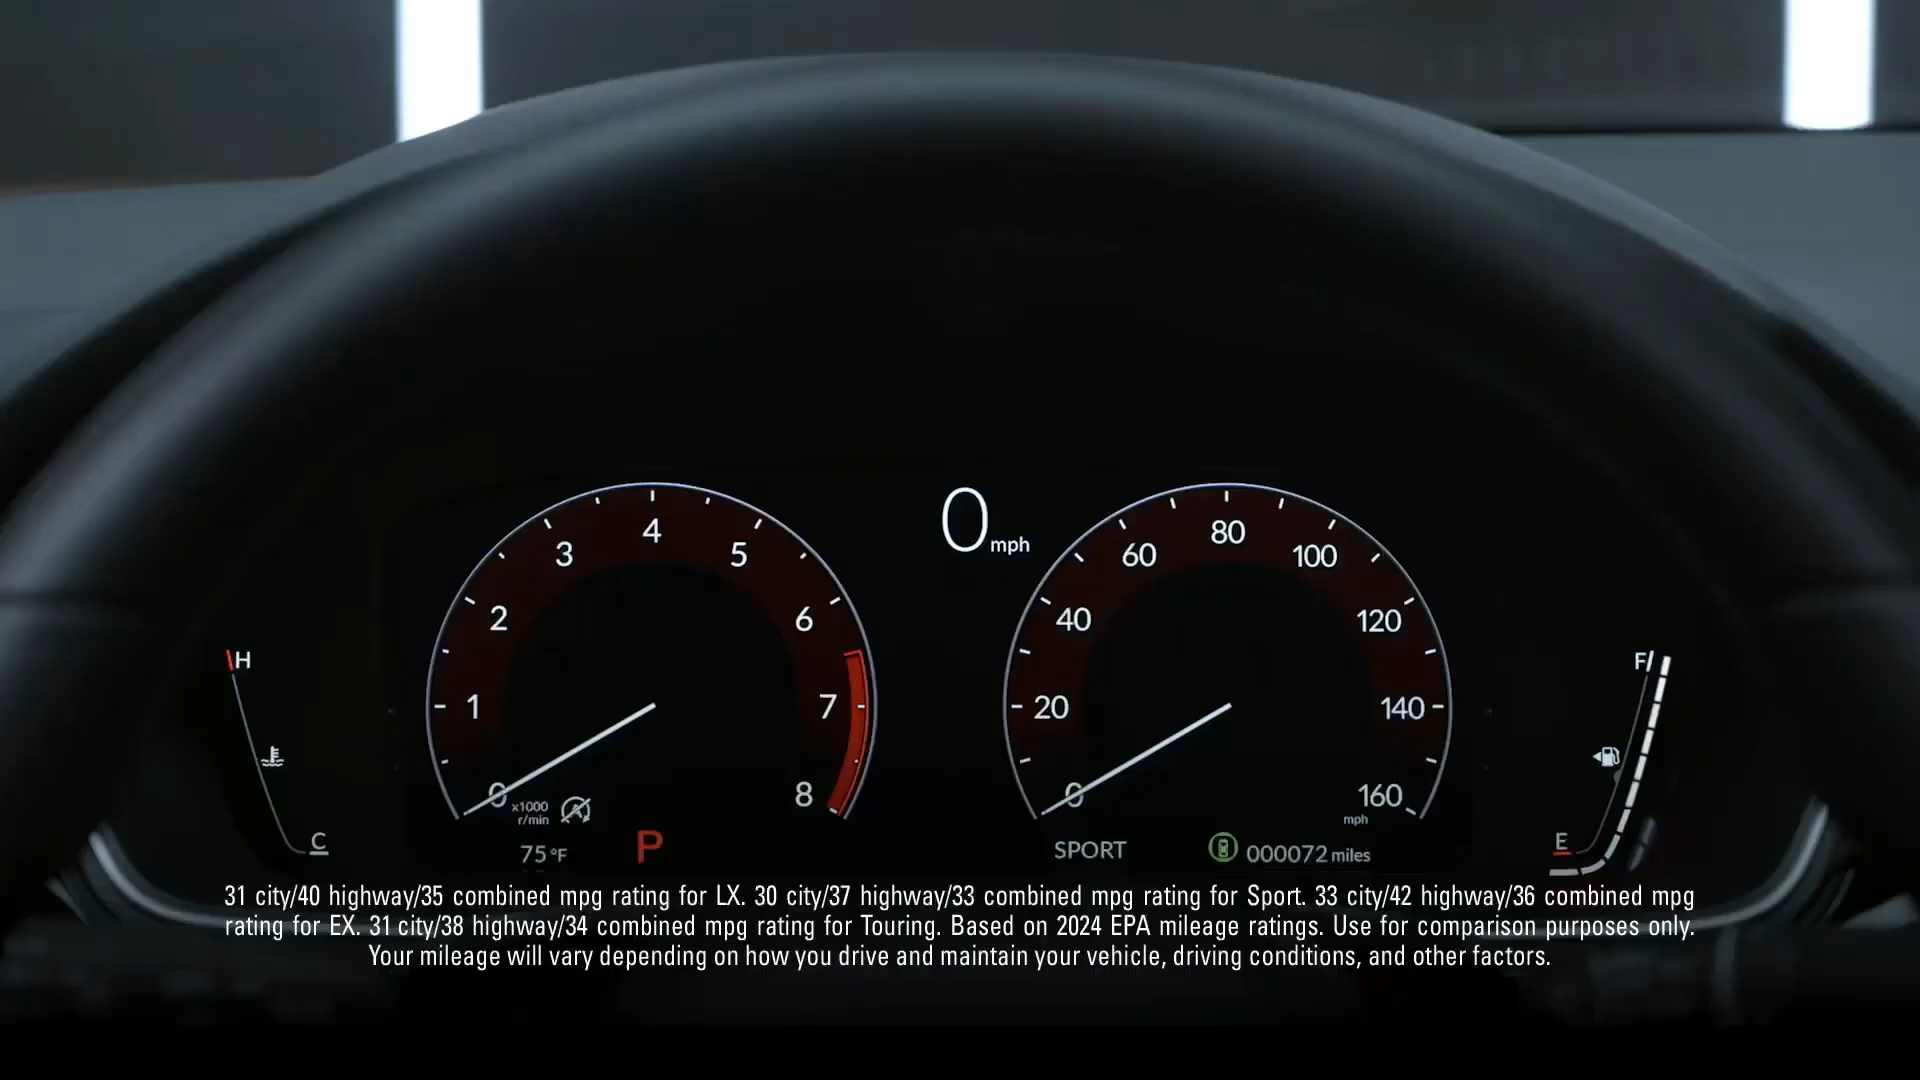 0 mph
4
3
5
2
6
1
7
0
8
x1000
r/min
A
75 °F
P
80
60
100
40
120
20
140
0
160
mph
SPORT
000072 miles
H
C
F
E
31 city/40 highway/35 combined mpg rating for LX. 30 city/37 highway/33 combined mpg rating for Sport. 33 city/42 highway/36 combined mpg
rating for EX. 31 city/38 highway/34 combined mpg rating for Touring. Based on 2024 EPA mileage ratings. Use for comparison purposes only.
Your mileage will vary depending on how you drive and maintain your vehicle, driving conditions, and other factors.